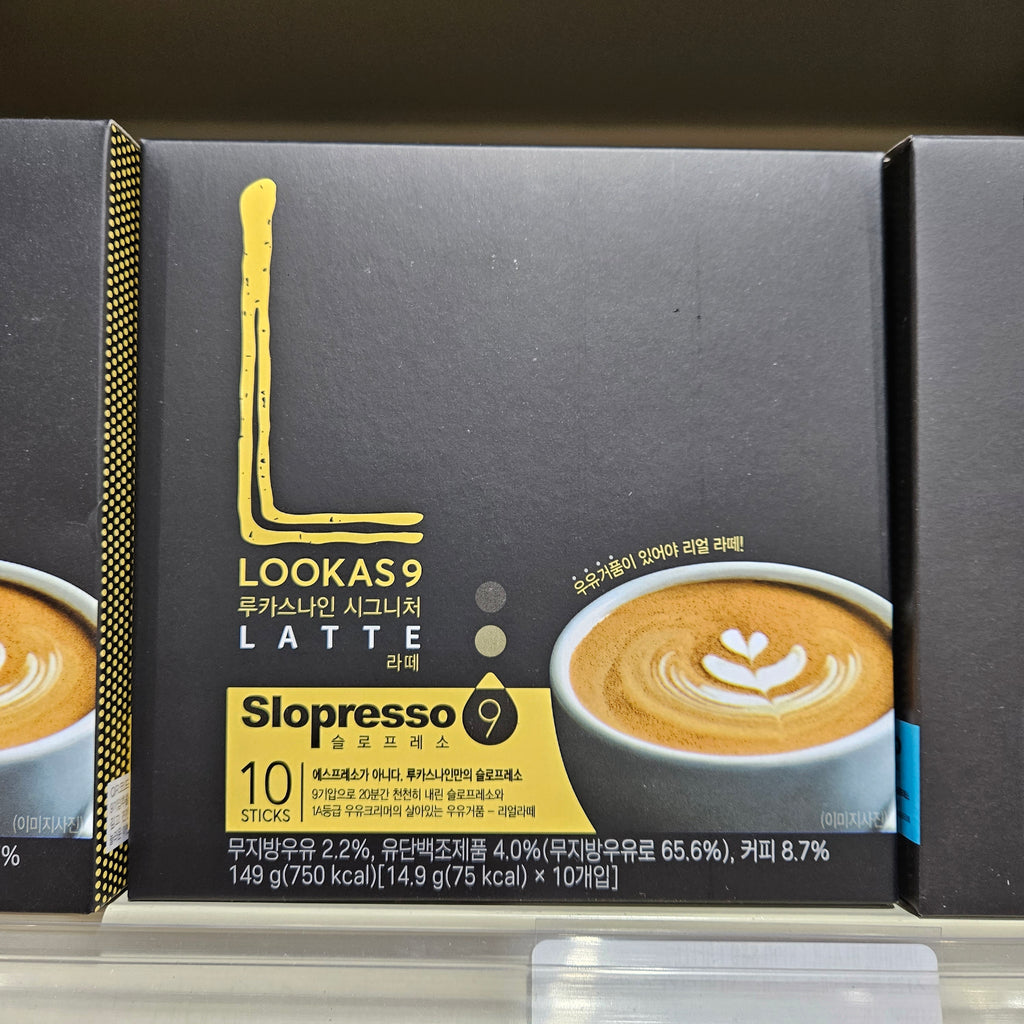 우유거품이 있어야 리얼 라떼!
LOOKAS 9
루카스나인 시그니처
LATTE
라떼
Slopresso 9
슬로프레소
10
STICKS
에스프레소가 아니다, 루카스나인만의 슬로프레소
9기압으로 20분간 천천히 내린 슬로프레소와
1A등급 우유크리머의 살아있는 우유거품 – 리얼라떼
(이미지사진)
(이미지사진
무지방우유 2.2%, 유단백조제품 4.0%(무지방우유로 65.6%), 커피 8.7%
149 g(750 kcal)[14.9 g(75 kcal) × 10개입]
%